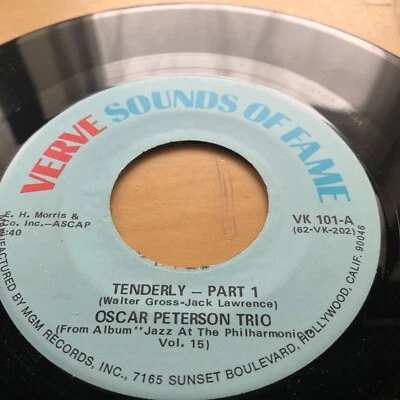 VERVE SOUNDS OF FAME
E. H. Morris &
Co. Inc.—ASCAP
:40
VK 101-A
(62-VK-202)
TENDERLY — PART 1
(Walter Gross-Jack Lawrence)
OSCAR PETERSON TRIO
(From Album "Jazz At The Philharmonic,
Vol. 15)
MANUFACTURED BY MGM RECORDS, INC., 7165 SUNSET BOULEVARD, HOLLYWOOD, CALIF. 90046